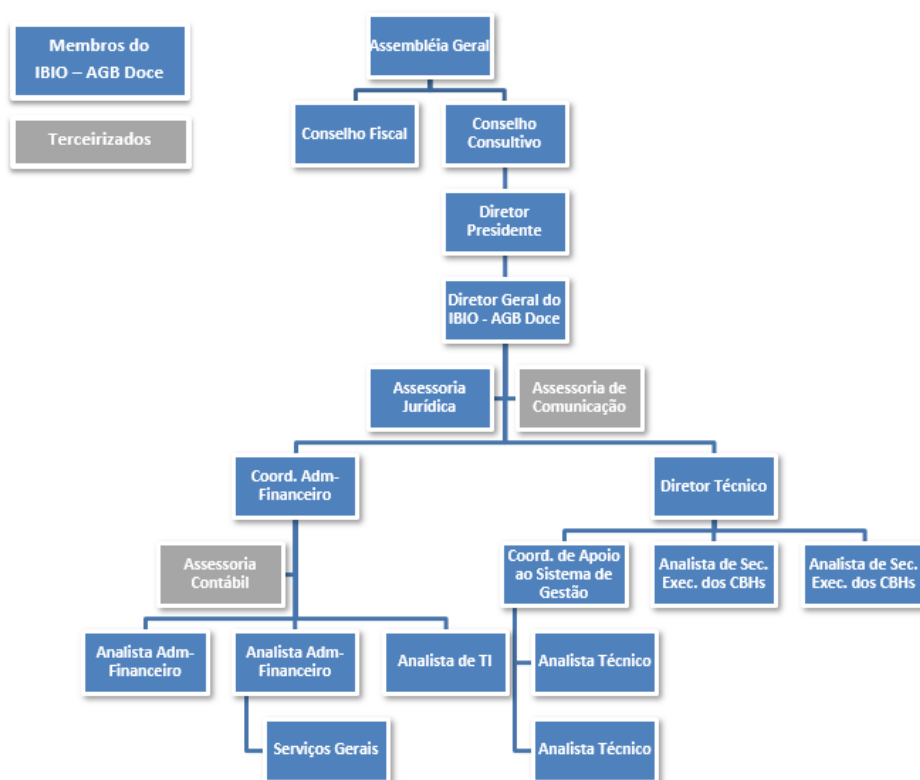 Membros do
IBIO – AGB Doce
Terceirizados
Assembléia Geral
Conselho Fiscal
Conselho
Consultivo
Diretor
Presidente
Diretor Geral do
IBIO - AGB Doce
Assessoria
Jurídica
Assessoria de
Comunicação
Coord. Adm-
Financeiro
Diretor Técnico
Assessoria
Contábil
Coord. de Apoio
ao Sistema de
Gestão
Analista de Sec.
Exec. dos CBHs
Analista de Sec.
Exec. dos CBHs
Analista Adm-
Financeiro
Analista Adm-
Financeiro
Analista de TI
Analista Técnico
Serviços Gerais
Analista Técnico